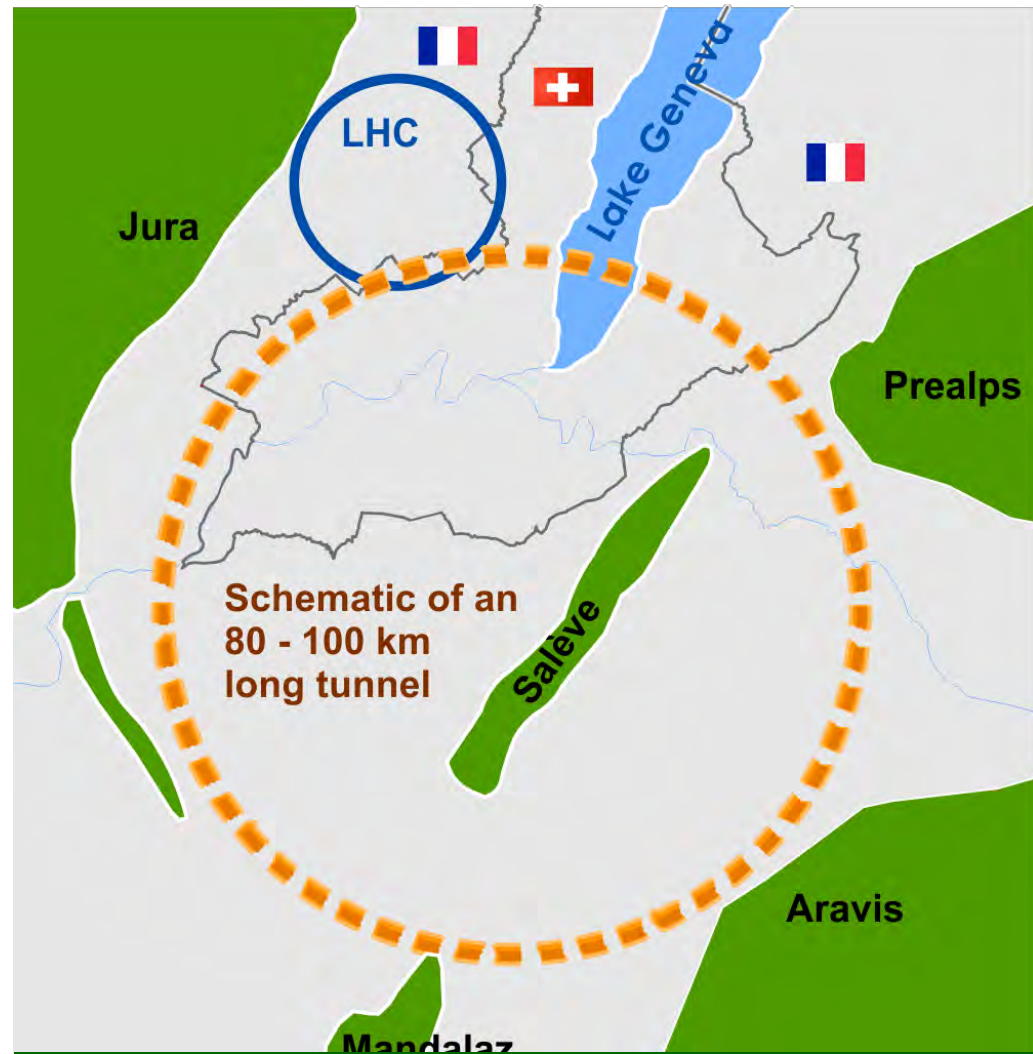 LHC
Lake Geneva
Jura
Prealps
Schematic of an
80 - 100 km
long tunnel
Salève
Aravis
Mandalaz